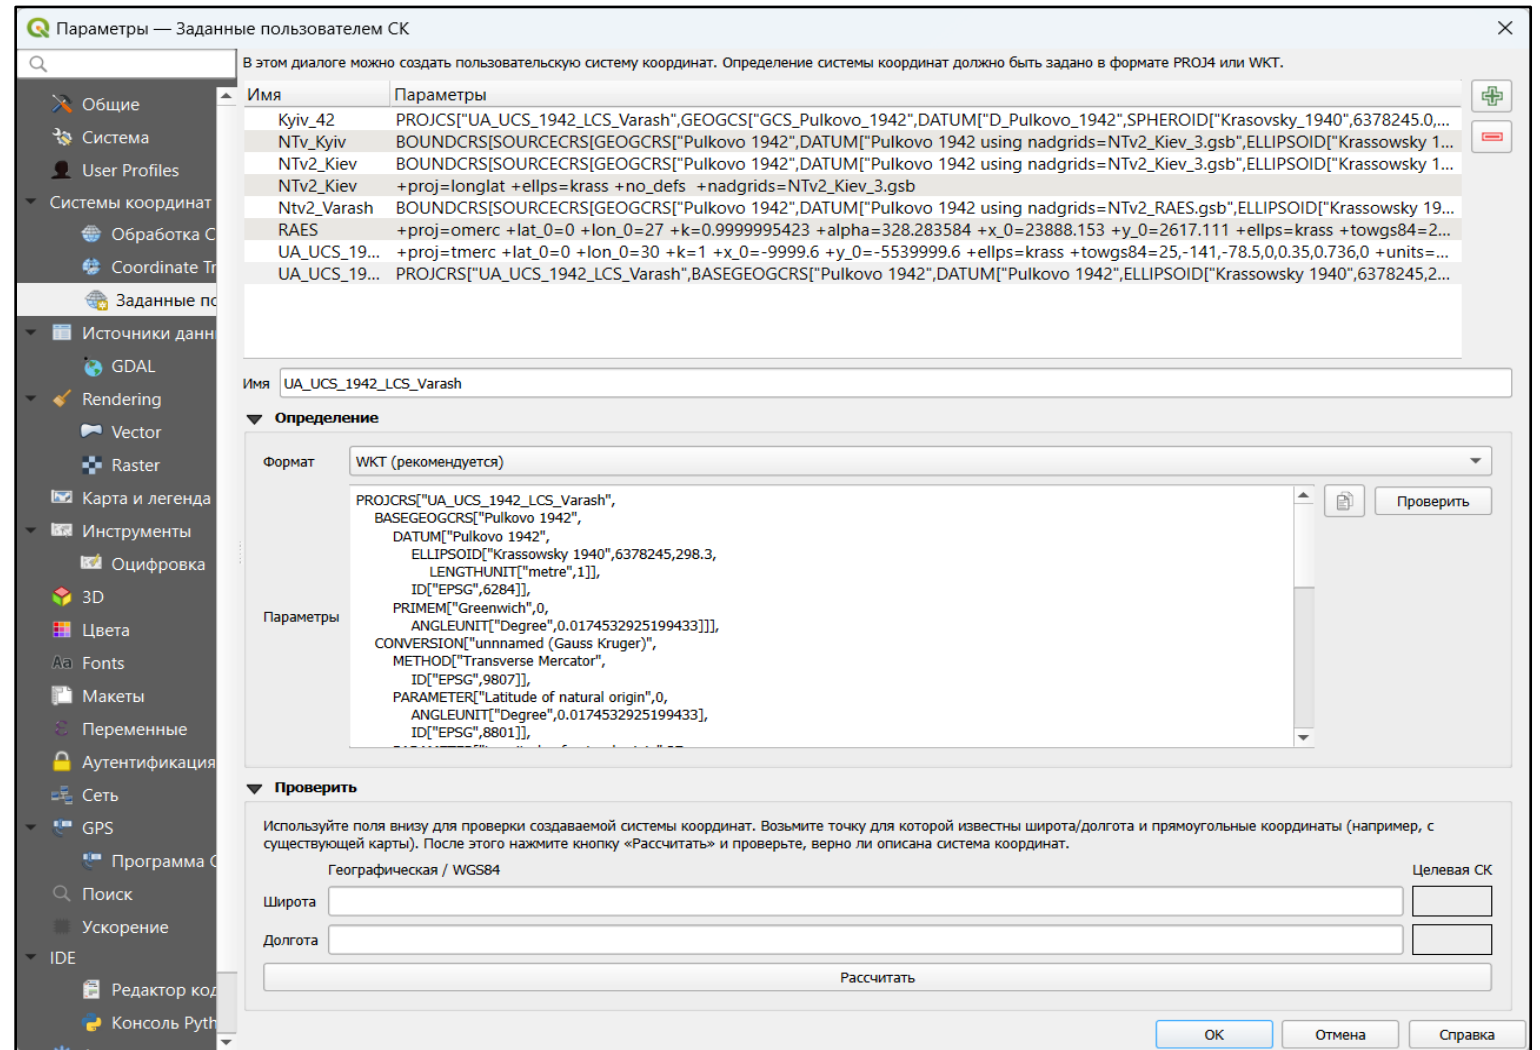 Параметры — Заданные пользователем СК
В этом диалоге можно создать пользовательскую систему координат. Определение системы координат должно быть задано в формате PROJ4 или WKT.
Общие
Система
User Profiles
Системы координат
Обработка С
Coordinate Tr
Заданные по
Источники данн
GDAL
Rendering
Vector
Raster
Карта и легенда
Инструменты
Оцифровка
3D
Цвета
Fonts
Макеты
Переменные
Аутентификация
Сеть
GPS
Программа С
Поиск
Ускорение
IDE
Редактор код
Консоль Pyth
Имя Параметры
Kyiv_42 PROJCS["UA_UCS_1942_LCS_Varash",GEOGCS["GCS_Pulkovo_1942",DATUM["D_Pulkovo_1942",SPHEROID["Krasovsky_1940",6378245.0,...
NTv_Kyiv BOUNDCRS[SOURCECRS[GEOGCRS["Pulkovo 1942",DATUM["Pulkovo 1942 using nadgrids=NTv2_Kiev_3.gsb",ELLIPSOID["Krassowsky 1...
NTv2_Kiev BOUNDCRS[SOURCECRS[GEOGCRS["Pulkovo 1942",DATUM["Pulkovo 1942 using nadgrids=NTv2_Kiev_3.gsb",ELLIPSOID["Krassowsky 1...
NTv2_Kiev +proj=longlat +ellps=krass +no_defs +nadgrids=NTv2_Kiev_3.gsb
Ntv2_Varash BOUNDCRS[SOURCECRS[GEOGCRS["Pulkovo 1942",DATUM["Pulkovo 1942 using nadgrids=NTv2_RAES.gsb",ELLIPSOID["Krassowsky 19...
RAES +proj=omerc +lat_0=0 +lon_0=27 +k=0.9999995423 +alpha=328.283584 +x_0=23888.153 +y_0=2617.111 +ellps=krass +towgs84=2...
UA_UCS_19... +proj=tmerc +lat_0=0 +lon_0=30 +k=1 +x_0=-9999.6 +y_0=-5539999.6 +ellps=krass +towgs84=25,-141,-78.5,0,0.35,0.736,0 +units=...
UA_UCS_19... PROJCRS["UA_UCS_1942_LCS_Varash",BASEGEOGCRS["Pulkovo 1942",DATUM["Pulkovo 1942",ELLIPSOID["Krassowsky 1940",6378245,2...
Имя UA_UCS_1942_LCS_Varash
Определение
Формат WKT (рекомендуется)
Параметры
PROJCRS["UA_UCS_1942_LCS_Varash",
BASEGEOGCRS["Pulkovo 1942",
DATUM["Pulkovo 1942",
ELLIPSOID["Krassowsky 1940",6378245,298.3,
LENGTHUNIT["metre",1]],
ID["EPSG",6284]],
PRIMEM["Greenwich",0,
ANGLEUNIT["Degree",0.0174532925199433]]],
CONVERSION["unnnamed (Gauss Kruger)",
METHOD["Transverse Mercator",
ID["EPSG",9807]],
PARAMETER["Latitude of natural origin",0,
ANGLEUNIT["Degree",0.0174532925199433],
ID["EPSG",8801]],
Проверить
Проверить
Используйте поля внизу для проверки создаваемой системы координат. Возьмите точку для которой известны широта/долгота и прямоугольные координаты (например, с
существующей карты). После этого нажмите кнопку «Рассчитать» и проверьте, верно ли описана система координат.
Географическая / WGS84 Целевая СК
Широта
Долгота
Рассчитать
ОК Отмена Справка